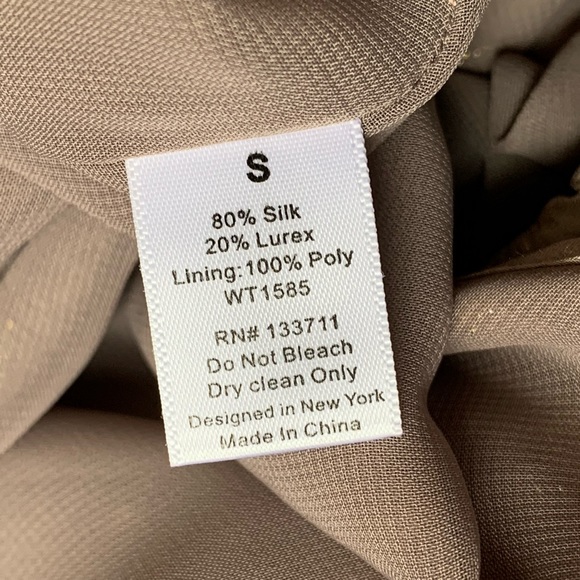 S
80% Silk
20% Lurex
Lining:100% Poly
WT1585
RN# 133711
Do Not Bleach
Dry clean Only
Designed in New York
Made In China